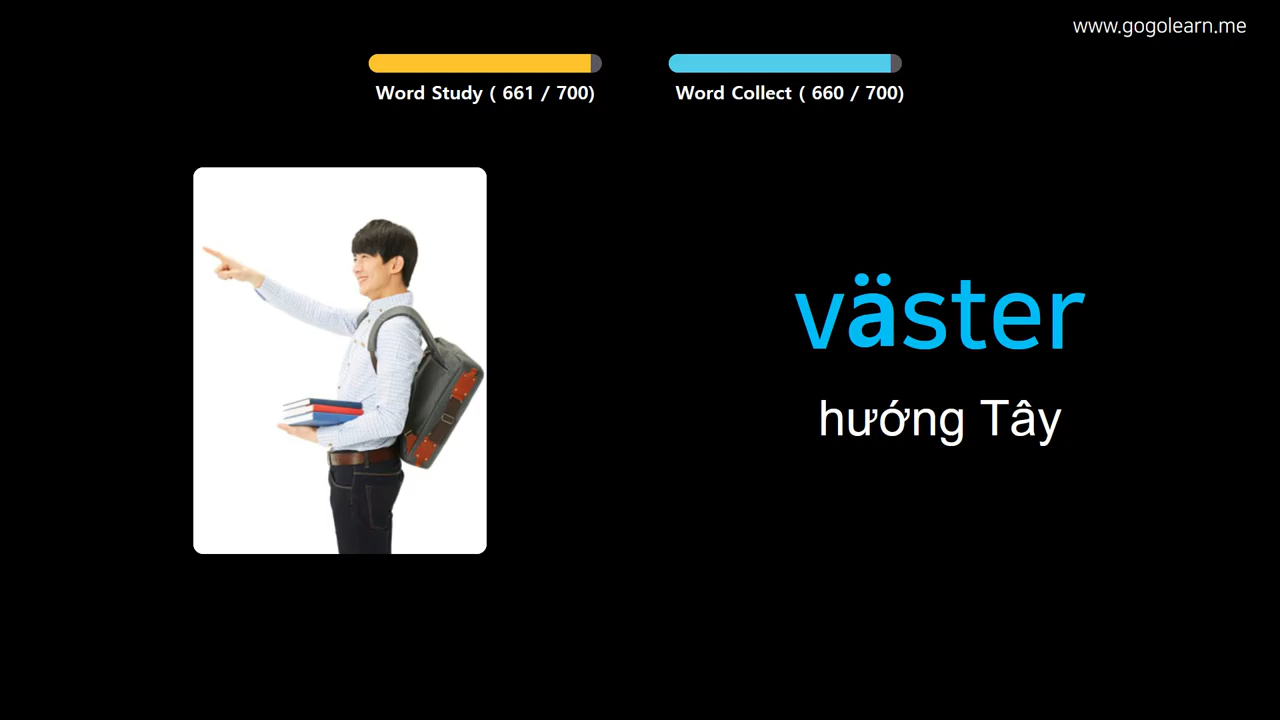 www.gogolearn.me
Word Study ( 661 / 700)
Word Collect ( 660 / 700)
väster
hướng Tây